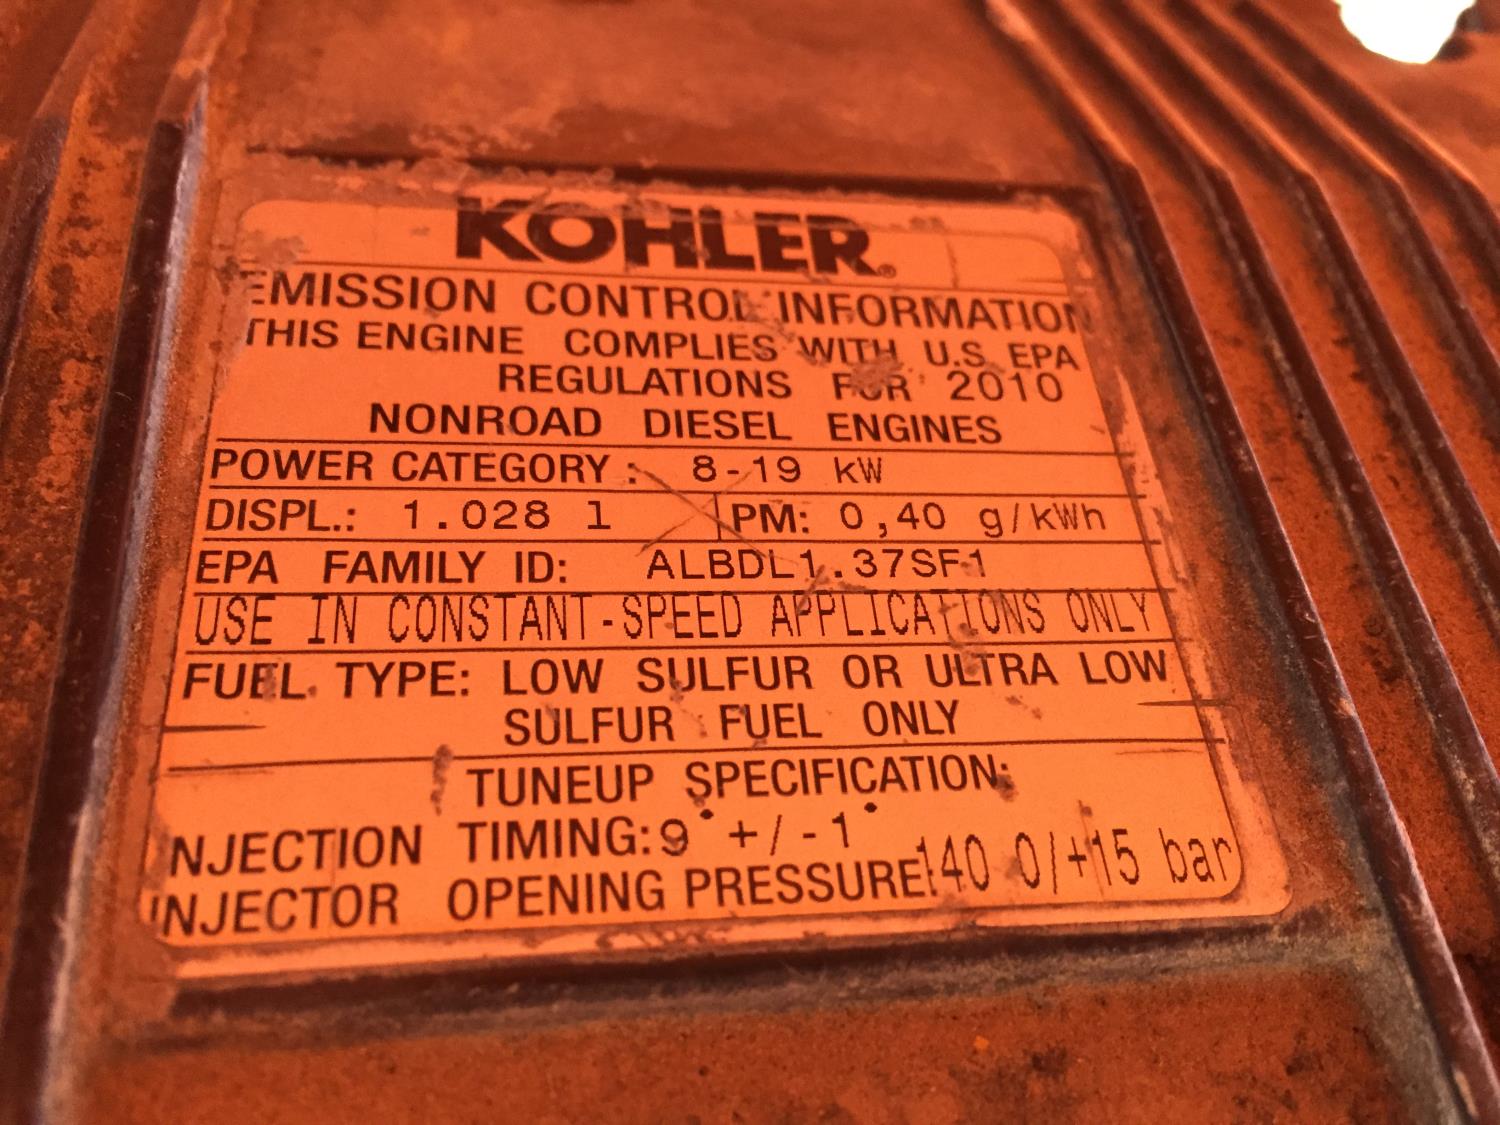 KOHLER®
EMISSION CONTROL INFORMATION
THIS ENGINE COMPLIES WITH U.S. EPA
REGULATIONS FOR 2010
NONROAD DIESEL ENGINES
POWER CATEGORY: 8-19 kW
DISPL.: 1.028 l PM: 0,40 g/kWh
EPA FAMILY ID: ALBDL1.37SF1
USE IN CONSTANT-SPEED APPLICATIONS ONLY
FUEL TYPE: LOW SULFUR OR ULTRA LOW
SULFUR FUEL ONLY
TUNEUP SPECIFICATION:
INJECTION TIMING: 9° +/-1°
INJECTOR OPENING PRESSURE: 140 0/+15 bar